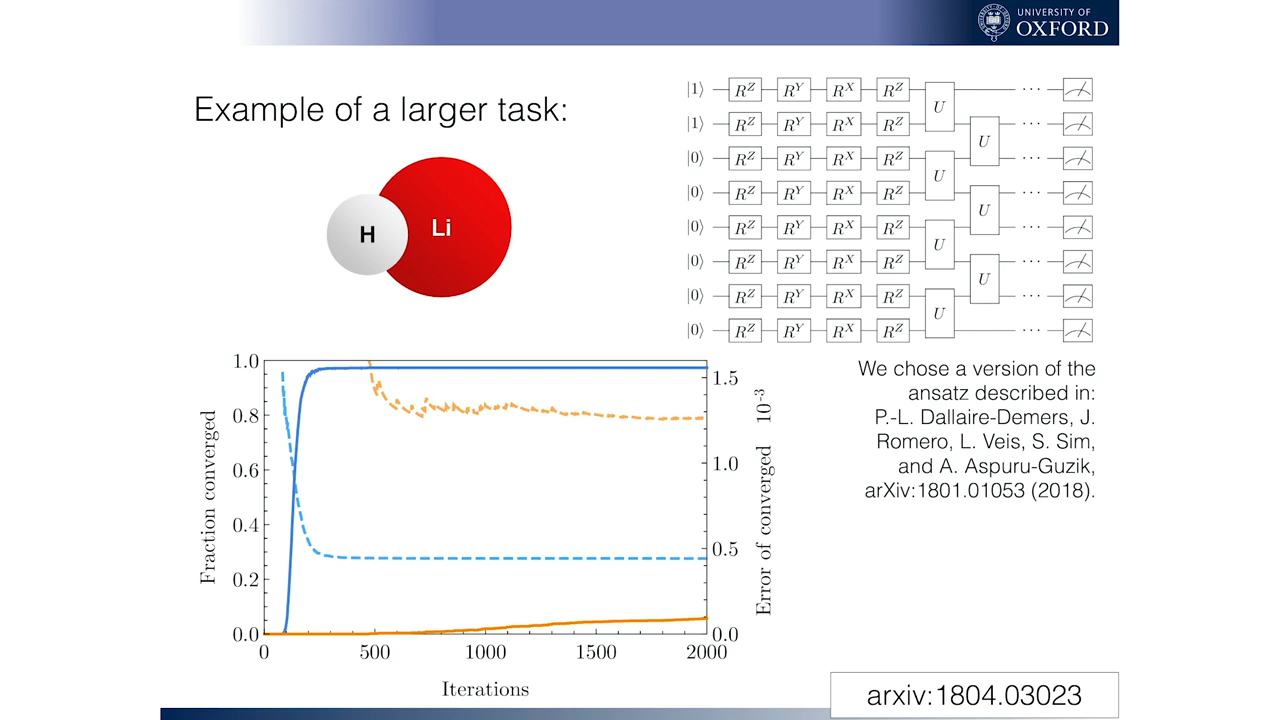 UNIVERSITY OF
OXFORD
Example of a larger task:
H Li
|1⟩ R^Z R^Y R^X R^Z U ...
|1⟩ R^Z R^Y R^X R^Z U ...
|0⟩ R^Z R^Y R^X R^Z U ...
|0⟩ R^Z R^Y R^X R^Z U ...
|0⟩ R^Z R^Y R^X R^Z U ...
|0⟩ R^Z R^Y R^X R^Z U ...
|0⟩ R^Z R^Y R^X R^Z U ...
|0⟩ R^Z R^Y R^X R^Z ...
Fraction converged
1.0
0.8
0.6
0.4
0.2
0.0
0 500 1000 1500 2000
Iterations
1.5
1.0
0.5
0.0
Error of converged 10^-3
We chose a version of the
ansatz described in:
P.-L. Dallaire-Demers, J.
Romero, L. Veis, S. Sim,
and A. Aspuru-Guzik,
arXiv:1801.01053 (2018).
arxiv:1804.03023